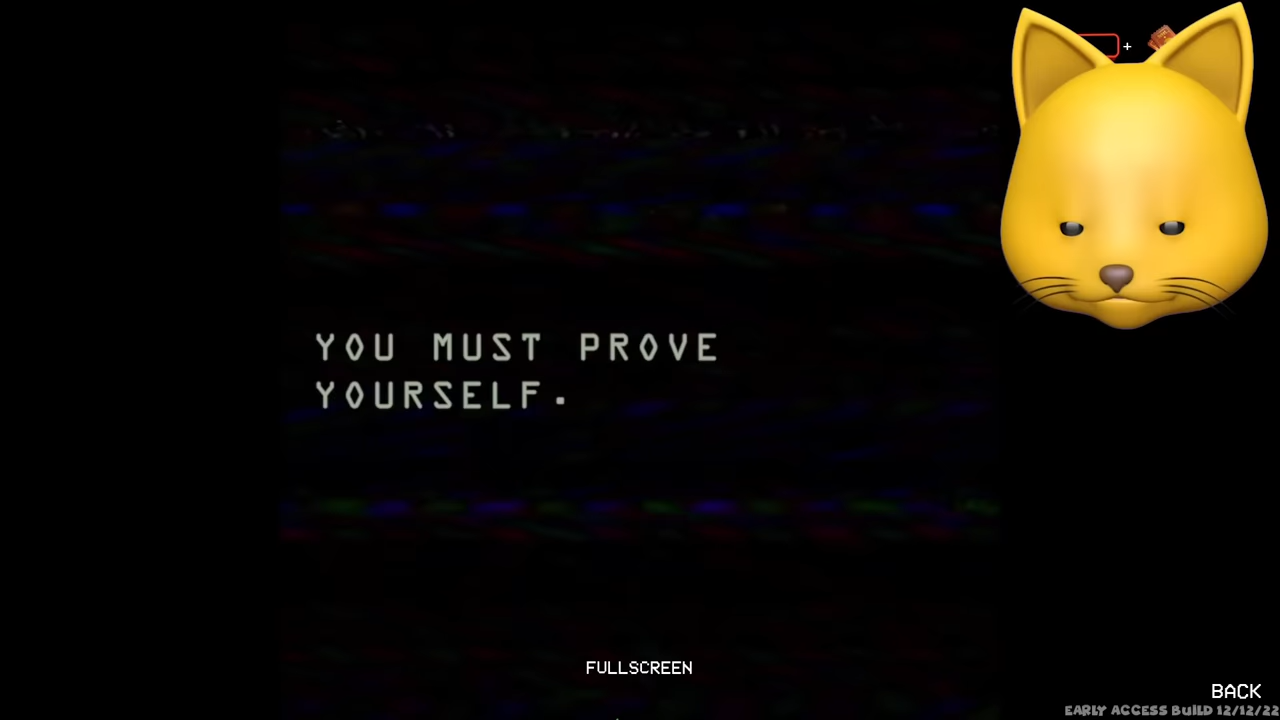 +
YOU MUST PROVE
YOURSELF.
FULLSCREEN
BACK
EARLY ACCESS BUILD 12/12/22